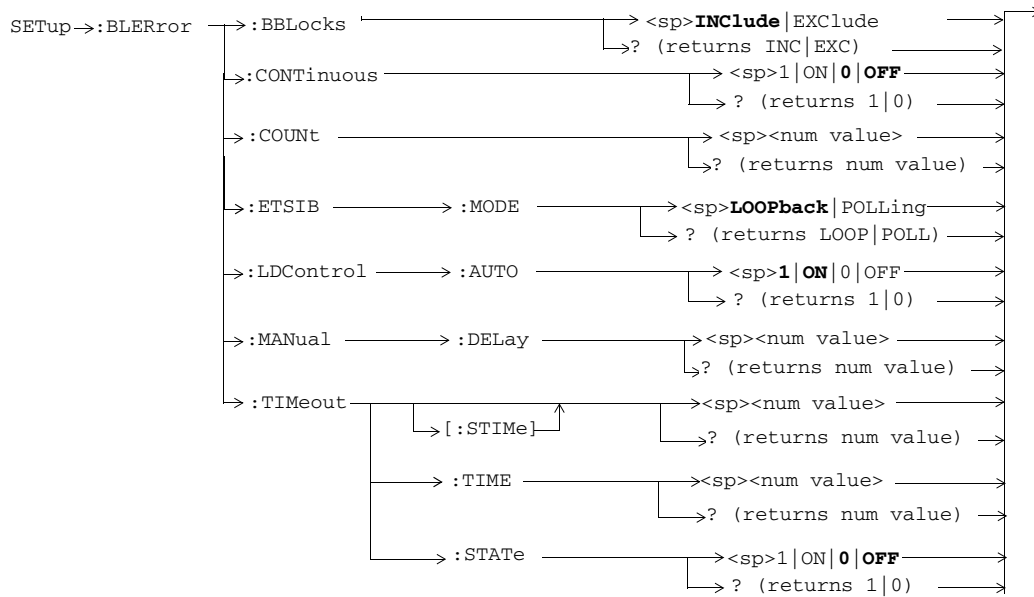 SETup :BLERror :BBLocks <sp>INClude|EXClude
? (returns INC|EXC)
:CONTinuous <sp>1|ON|0|OFF
? (returns 1|0)
:COUNt <sp><num value>
? (returns num value)
:ETSIB :MODE <sp>LOOPback|POLLing
? (returns LOOP|POLL)
:LDControl :AUTO <sp>1|ON|0|OFF
? (returns 1|0)
:MANual :DELay <sp><num value>
? (returns num value)
:TIMeout <sp><num value>
[:STIMe] ? (returns num value)
:TIME <sp><num value>
? (returns num value)
:STATe <sp>1|ON|0|OFF
? (returns 1|0)